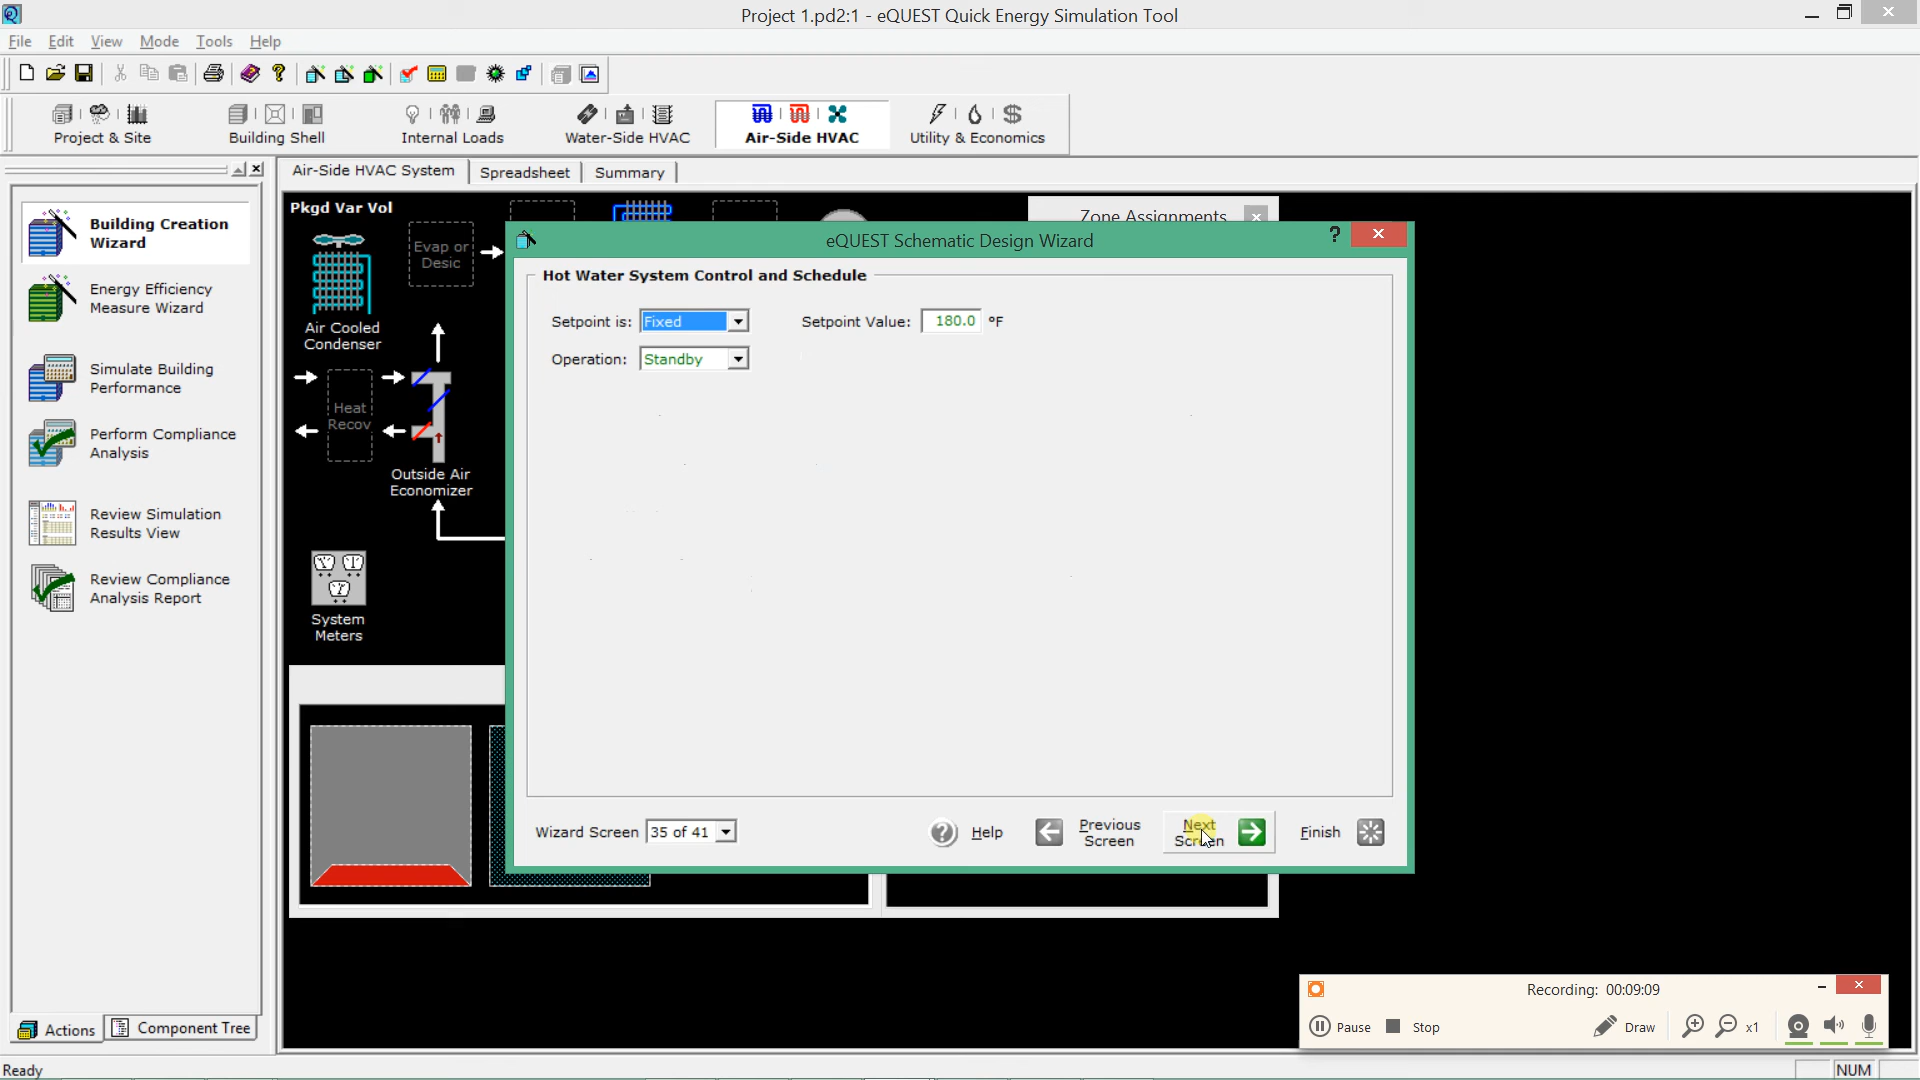 Project 1.pd2:1 - eQUEST Quick Energy Simulation Tool
File Edit View Mode Tools Help
Project & Site
Building Shell
Internal Loads
Water-Side HVAC
Air-Side HVAC
Utility & Economics
Air-Side HVAC System
Spreadsheet
Summary
Building Creation
Wizard
Energy Efficiency
Measure Wizard
Simulate Building
Performance
Perform Compliance
Analysis
Review Simulation
Results View
Review Compliance
Analysis Report
Actions
Component Tree
Pkgd Var Vol
Evap or
Desic
Air Cooled
Condenser
Heat
Recov
Outside Air
Economizer
System
Meters
Zone Assignments
eQUEST Schematic Design Wizard
Hot Water System Control and Schedule
Setpoint is: Fixed
Setpoint Value: 180.0 °F
Operation: Standby
Wizard Screen 35 of 41
Help
Previous
Screen
Next
Screen
Finish
Recording: 00:09:09
Pause
Stop
Draw
x1
Ready
NUM